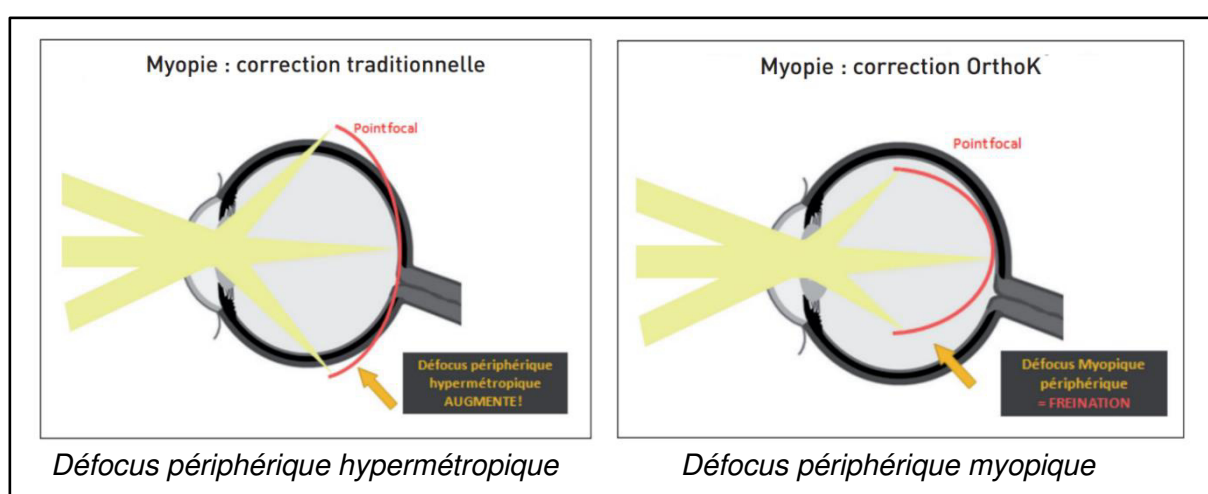 Myopie : correction traditionnelle
Point focal
Défocus périphérique
hypermétropique
AUGMENTE!
Défocus périphérique hypermétropique
Myopie : correction OrthoK
Point focal
Défocus Myopique
périphérique
= FREINATION
Défocus périphérique myopique